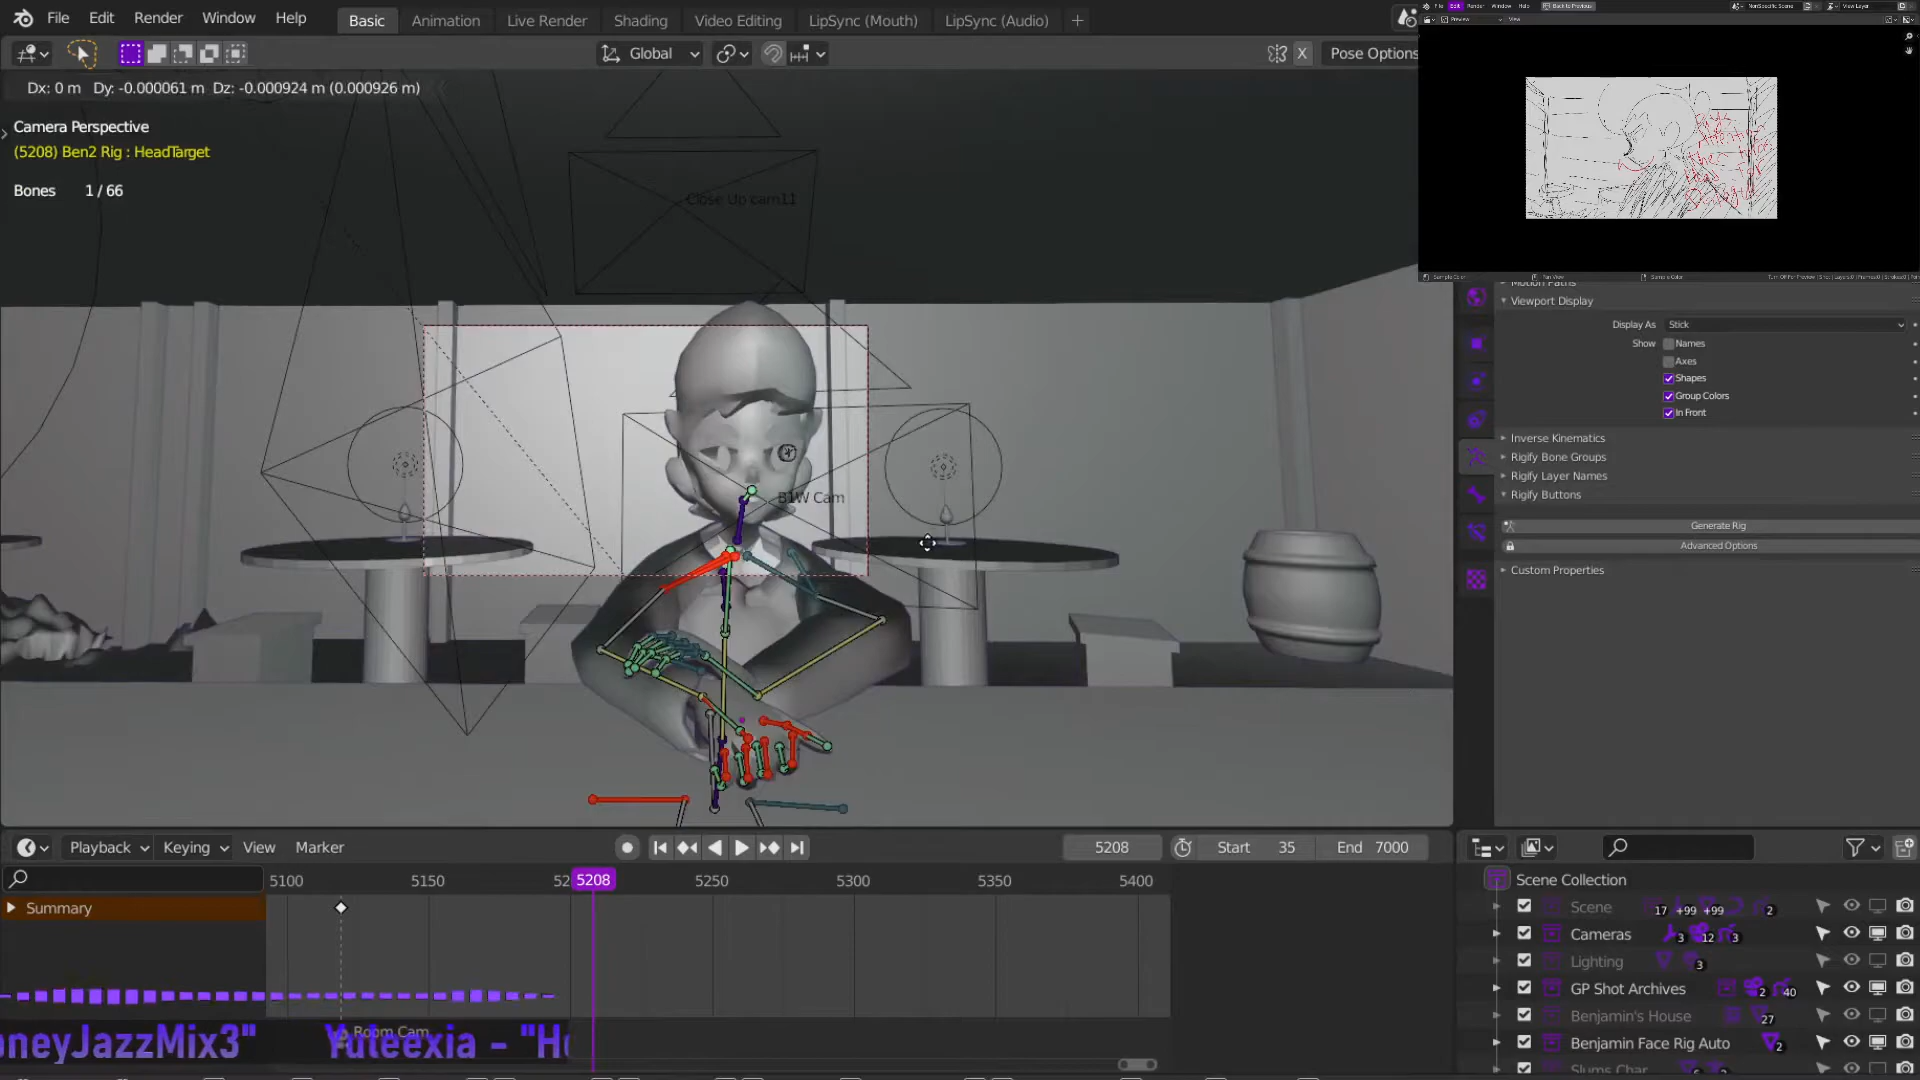 File Edit Render Window Help
Basic Animation Live Render Shading Video Editing LipSync (Mouth) LipSync (Audio) +
Global
X Pose Options
Dx: 0 m Dy: -0.000061 m Dz: -0.000924 m (0.000926 m)
Camera Perspective
(5208) Ben2 Rig : HeadTarget
Bones 1 / 66
Close Up cam11
B1W Cam
Viewport Display
Display As Stick
Show Names
Axes
Shapes
Group Colors
In Front
Inverse Kinematics
Rigify Bone Groups
Rigify Layer Names
Rigify Buttons
Generate Rig
Advanced Options
Custom Properties
Playback Keying View Marker
5208 Start 35 End 7000
5100 5150 52 5208 5250 5300 5350 5400
Summary
Room Cam
oneyJazzMix3" Yuleexia - "Ho
Scene Collection
Scene 17 +99 +99 2
Cameras 3 12 3
Lighting 3
GP Shot Archives 2 40
Benjamin's House 27
Benjamin Face Rig Auto 2
Slums Char